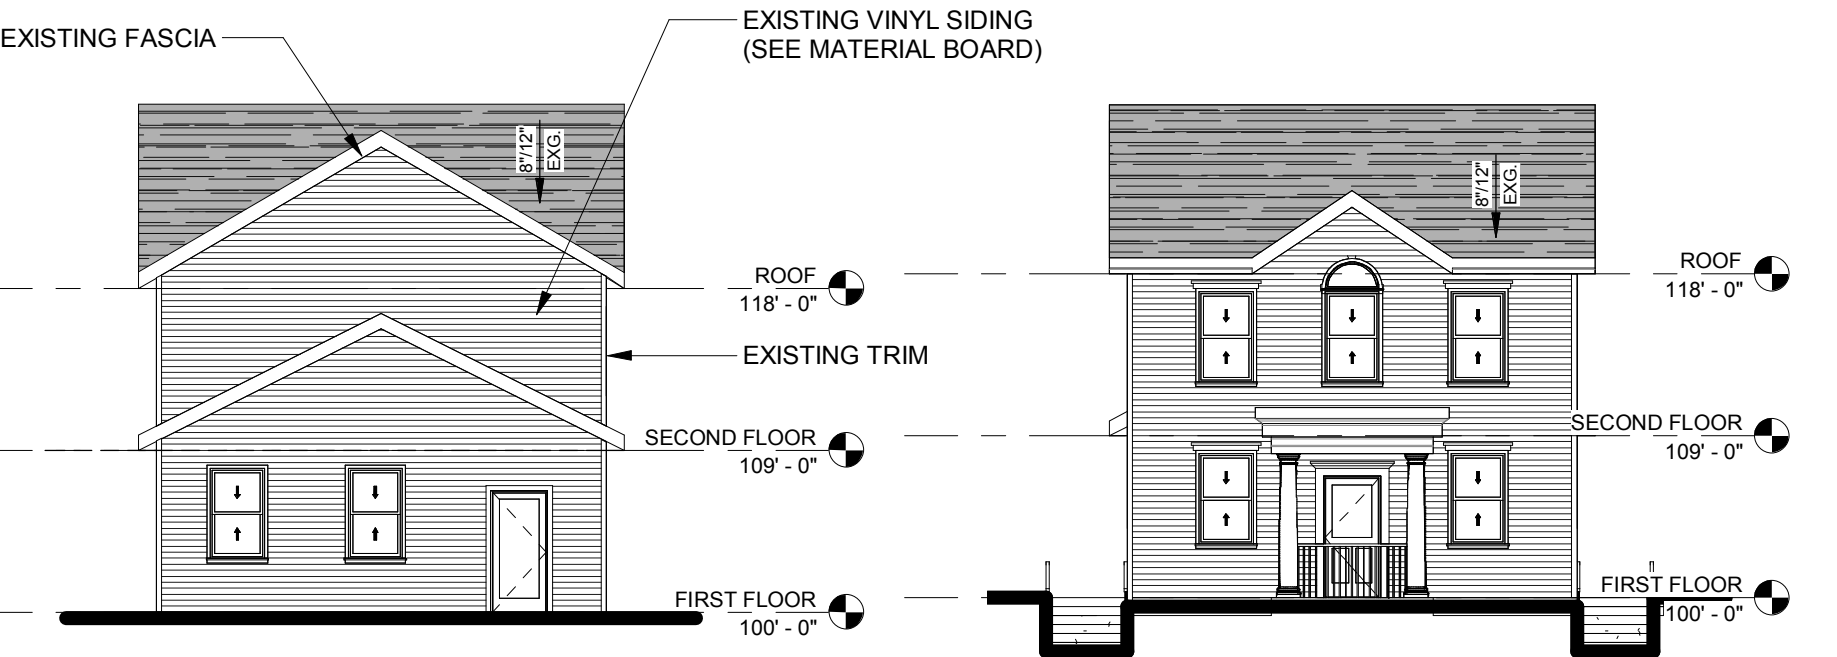 EXISTING FASCIA
EXISTING VINYL SIDING
(SEE MATERIAL BOARD)
8"/12"
EXG.
ROOF
118' - 0"
EXISTING TRIM
SECOND FLOOR
109' - 0"
FIRST FLOOR
100' - 0"
8"/12"
EXG.
ROOF
118' - 0"
SECOND FLOOR
109' - 0"
FIRST FLOOR
100' - 0"